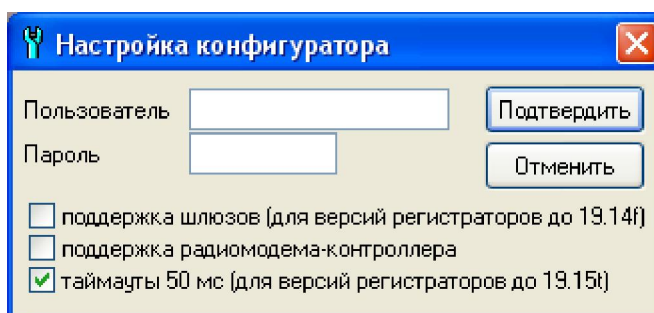 Настройка конфигуратора
Пользователь
Подтвердить
Пароль
Отменить
поддержка шлюзов (для версий регистраторов до 19.14f)
поддержка радиомодема-контроллера
таймауты 50 мс (для версий регистраторов до 19.15t)